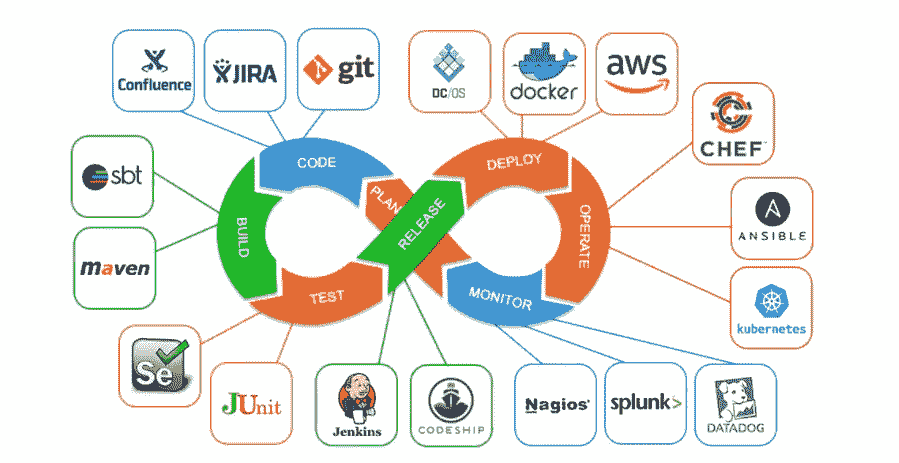 Confluence
JIRA
git
DC/OS
docker
aws
CHEF
sbt
maven
CODE
PLAN
BUILD
TEST
RELEASE
DEPLOY
OPERATE
MONITOR
ANSIBLE
kubernetes
Se
JUnit
Jenkins
CODESHIP
Nagios®
splunk>
DATADOG